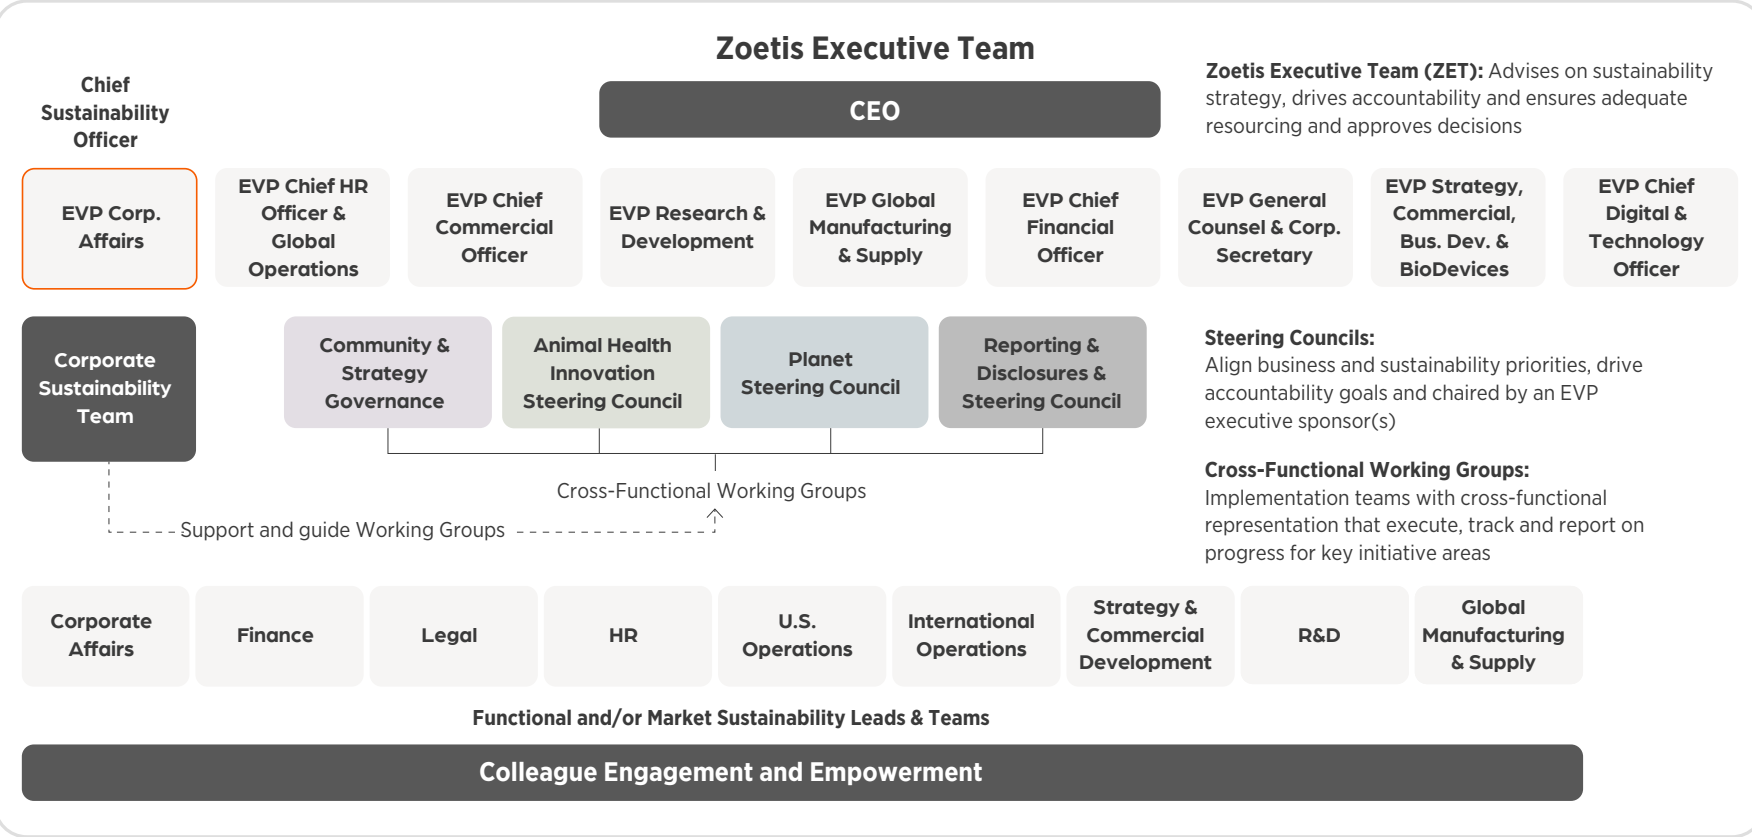 Zoetis Executive Team
Chief
Sustainability
Officer
CEO
Zoetis Executive Team (ZET): Advises on sustainability
strategy, drives accountability and ensures adequate
resourcing and approves decisions
EVP Corp.
Affairs
EVP Chief HR
Officer &
Global
Operations
EVP Chief
Commercial
Officer
EVP Research &
Development
EVP Global
Manufacturing
& Supply
EVP Chief
Financial
Officer
EVP General
Counsel & Corp.
Secretary
EVP Strategy,
Commercial,
Bus. Dev. &
BioDevices
EVP Chief
Digital &
Technology
Officer
Corporate
Sustainability
Team
Community &
Strategy
Governance
Animal Health
Innovation
Steering Council
Planet
Steering Council
Reporting &
Disclosures &
Steering Council
Steering Councils:
Align business and sustainability priorities, drive
accountability goals and chaired by an EVP
executive sponsor(s)
Cross-Functional Working Groups:
Implementation teams with cross-functional
representation that execute, track and report on
progress for key initiative areas
Cross-Functional Working Groups
Support and guide Working Groups
Corporate
Affairs
Finance
Legal
HR
U.S.
Operations
International
Operations
Strategy &
Commercial
Development
R&D
Global
Manufacturing
& Supply
Functional and/or Market Sustainability Leads & Teams
Colleague Engagement and Empowerment